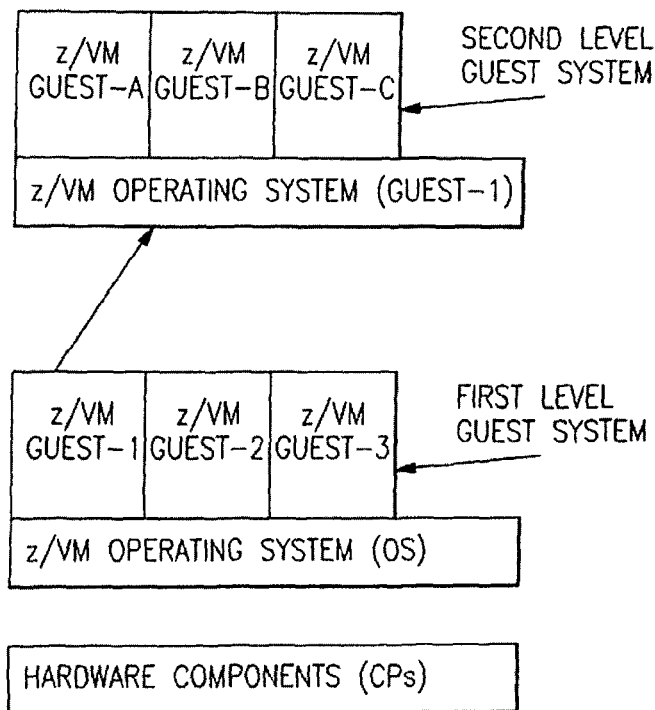 z/VM z/VM z/VM
GUEST-A GUEST-B GUEST-C
SECOND LEVEL
GUEST SYSTEM
z/VM OPERATING SYSTEM (GUEST-1)
z/VM z/VM z/VM
GUEST-1 GUEST-2 GUEST-3
FIRST LEVEL
GUEST SYSTEM
z/VM OPERATING SYSTEM (OS)
HARDWARE COMPONENTS (CPs)